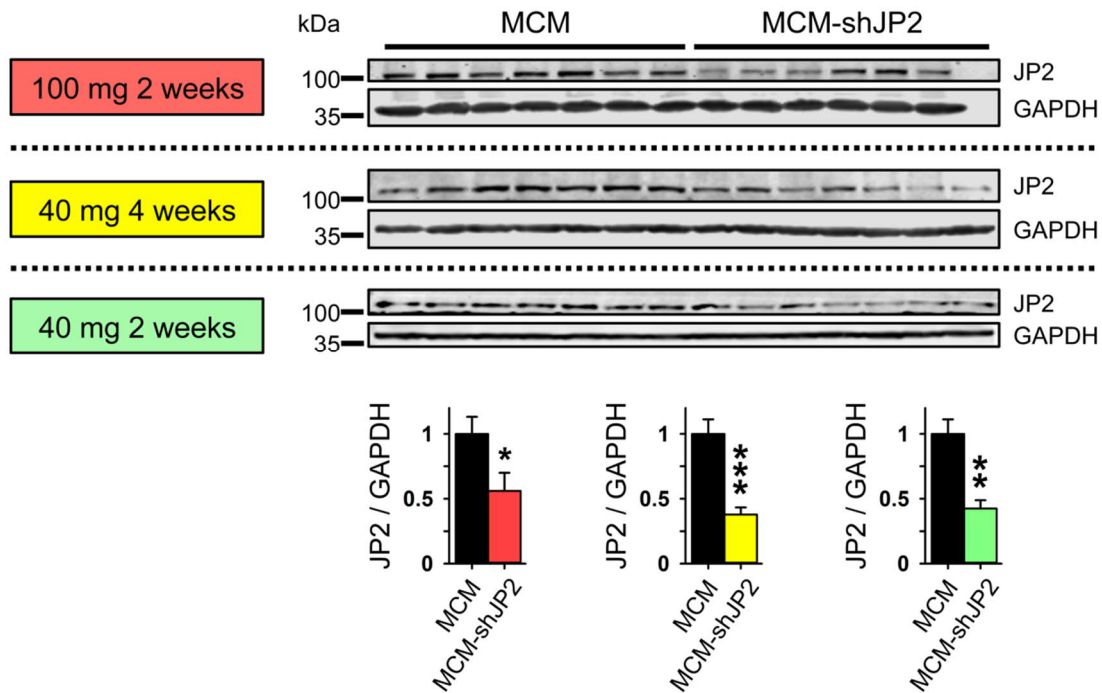 kDa MCM MCM-shJP2
100 mg 2 weeks
100 JP2
35 GAPDH
40 mg 4 weeks
100 JP2
35 GAPDH
40 mg 2 weeks
100 JP2
35 GAPDH
JP2 / GAPDH
1
0.5
0
*
MCM
MCM-shJP2
JP2 / GAPDH
1
0.5
0
***
MCM
MCM-shJP2
JP2 / GAPDH
1
0.5
0
**
MCM
MCM-shJP2